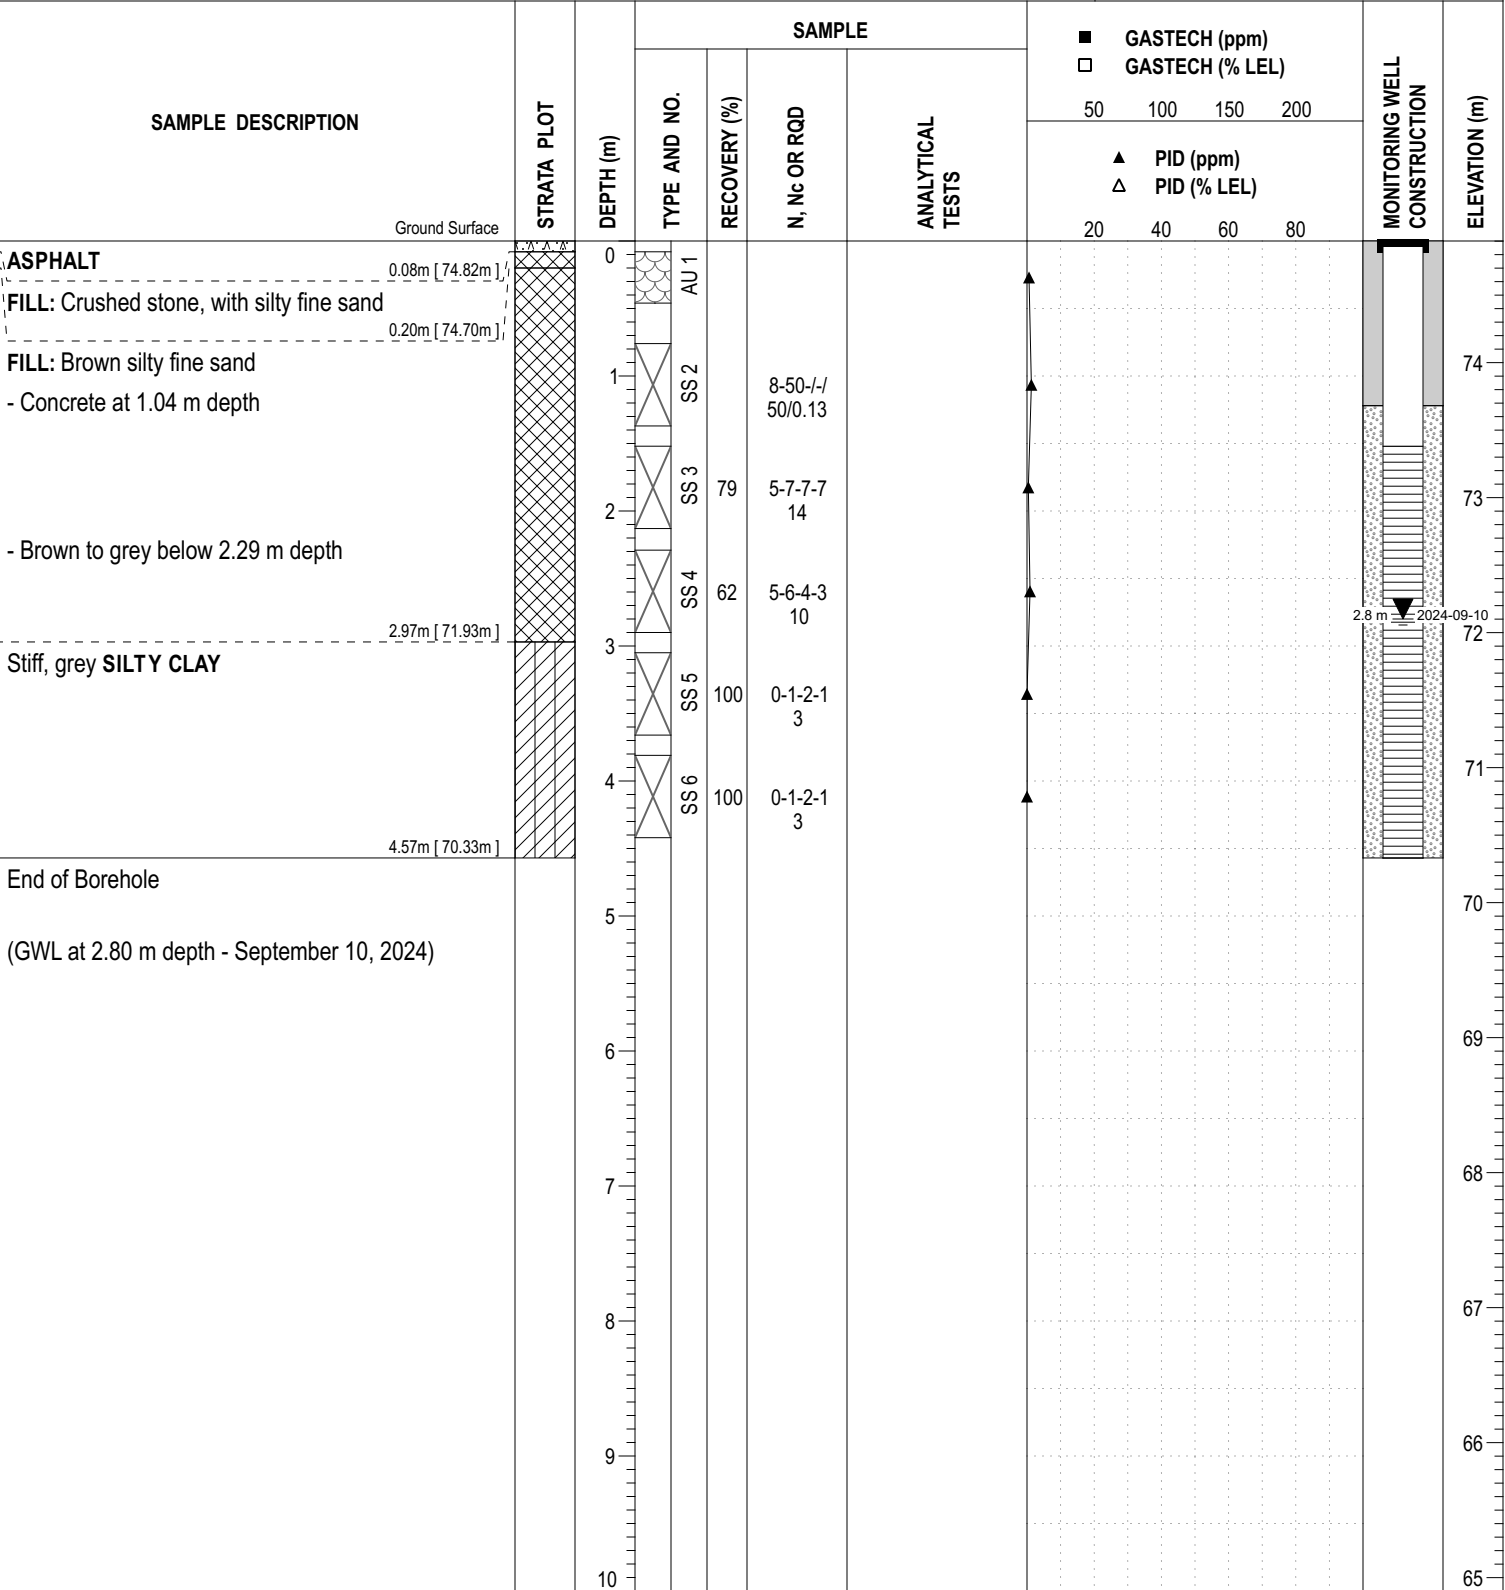 SAMPLE DESCRIPTION
Ground Surface
STRATA PLOT
DEPTH (m)
SAMPLE
TYPE AND NO.
RECOVERY (%)
N, Nc OR RQD
ANALYTICAL
TESTS
GASTECH (ppm)
GASTECH (% LEL)
50 100 150 200
PID (ppm)
PID (% LEL)
20 40 60 80
MONITORING WELL
CONSTRUCTION
ELEVATION (m)
ASPHALT
0.08m [ 74.82m ]
FILL: Crushed stone, with silty fine sand
0.20m [ 74.70m ]
FILL: Brown silty fine sand
- Concrete at 1.04 m depth
- Brown to grey below 2.29 m depth
2.97m [ 71.93m ]
Stiff, grey SILTY CLAY
4.57m [ 70.33m ]
End of Borehole
(GWL at 2.80 m depth - September 10, 2024)
0
1
2
3
4
5
6
7
8
9
10
AU 1
SS 2
8-50-/-/
50/0.13
SS 3
79
5-7-7-7
14
SS 4
62
5-6-4-3
10
SS 5
100
0-1-2-1
3
SS 6
100
0-1-2-1
3
2.8 m 2024-09-10
74
73
72
71
70
69
68
67
66
65